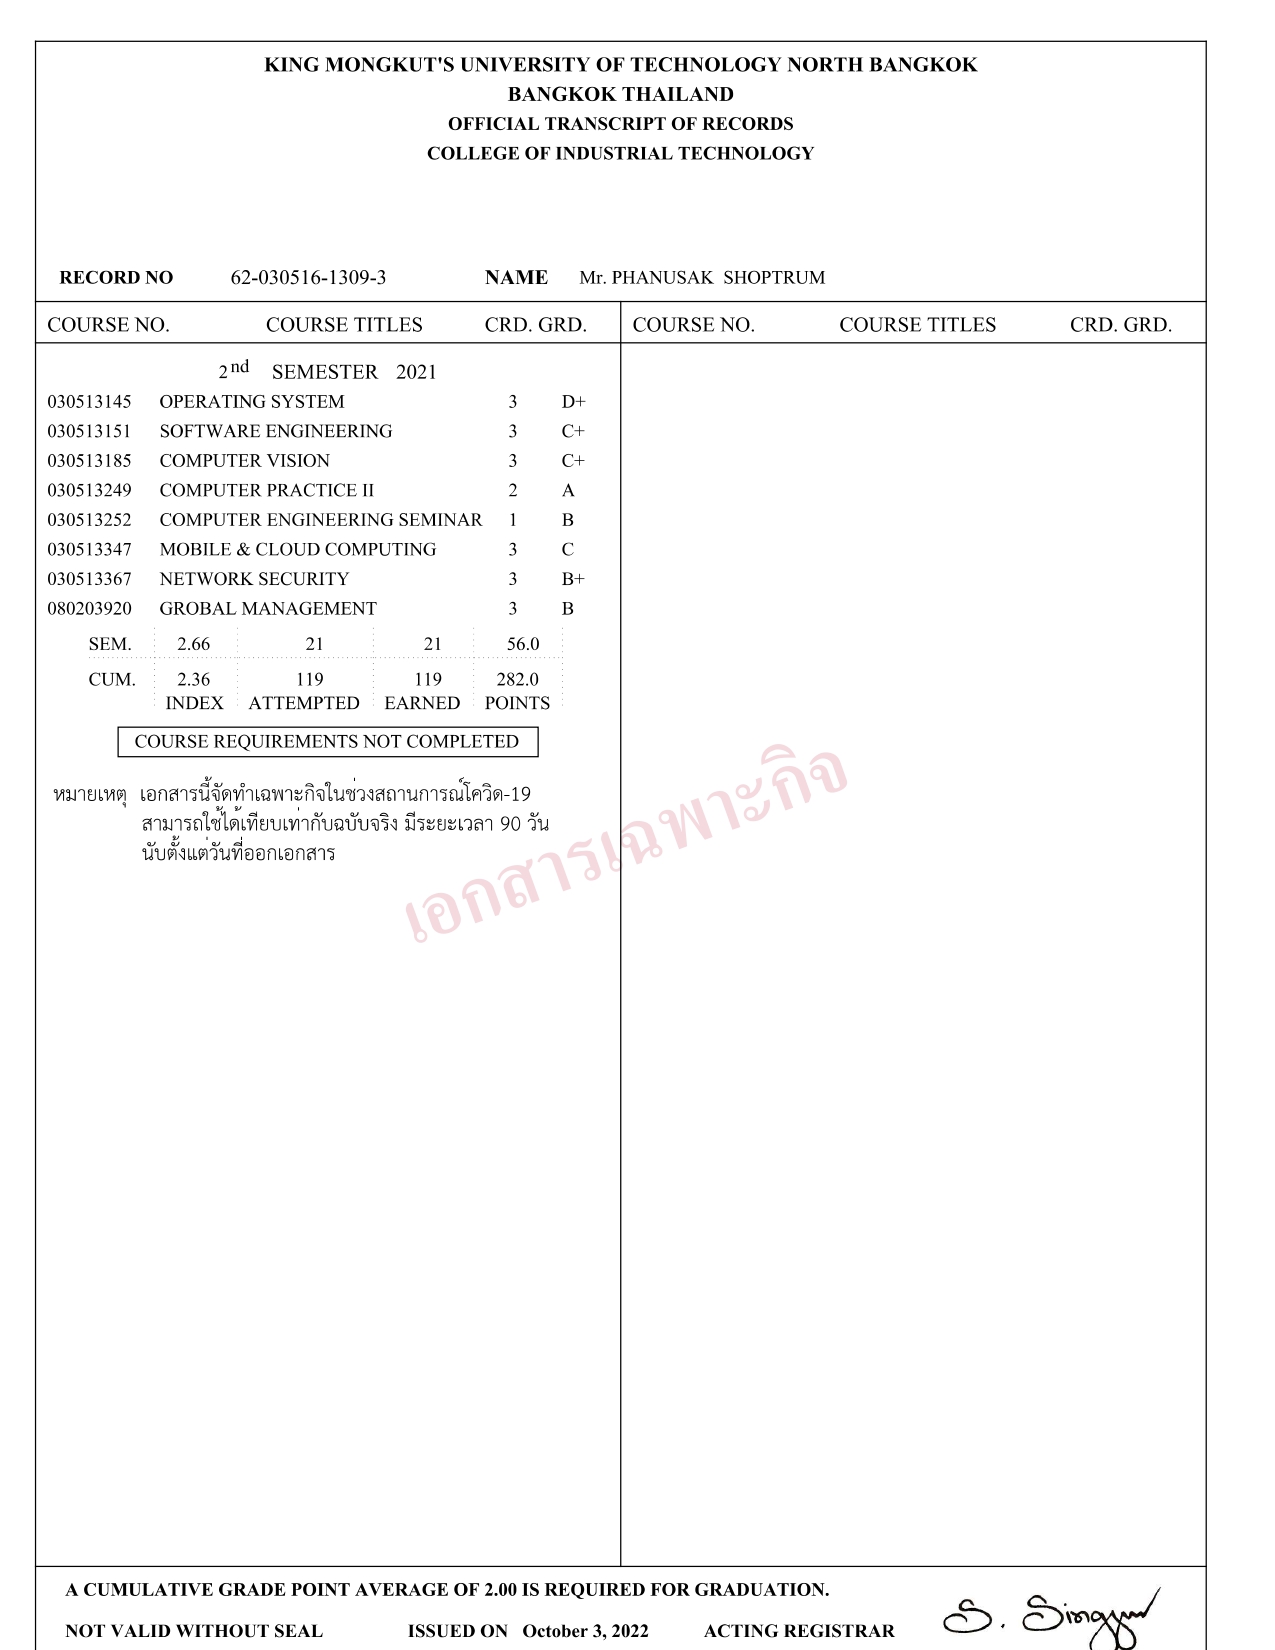 KING MONGKUT'S UNIVERSITY OF TECHNOLOGY NORTH BANGKOK
BANGKOK THAILAND
OFFICIAL TRANSCRIPT OF RECORDS
COLLEGE OF INDUSTRIAL TECHNOLOGY
RECORD NO 62-030516-1309-3 NAME Mr. PHANUSAK SHOPTRUM
COURSE NO. COURSE TITLES CRD. GRD. COURSE NO. COURSE TITLES CRD. GRD.
2nd SEMESTER 2021
030513145 OPERATING SYSTEM 3 D+
030513151 SOFTWARE ENGINEERING 3 C+
030513185 COMPUTER VISION 3 C+
030513249 COMPUTER PRACTICE II 2 A
030513252 COMPUTER ENGINEERING SEMINAR 1 B
030513347 MOBILE & CLOUD COMPUTING 3 C
030513367 NETWORK SECURITY 3 B+
080203920 GROBAL MANAGEMENT 3 B
SEM. 2.66 21 21 56.0
CUM. 2.36 119 119 282.0
INDEX ATTEMPTED EARNED POINTS
COURSE REQUIREMENTS NOT COMPLETED
หมายเหตุ เอกสารนี้จัดทำเฉพาะกิจในช่วงสถานการณ์โควิด-19
สามารถใช้ได้เทียบเท่ากับฉบับจริง มีระยะเวลา 90 วัน
นับตั้งแต่วันที่ออกเอกสาร
เอกสารเฉพาะกิจ
A CUMULATIVE GRADE POINT AVERAGE OF 2.00 IS REQUIRED FOR GRADUATION.
NOT VALID WITHOUT SEAL ISSUED ON October 3, 2022 ACTING REGISTRAR